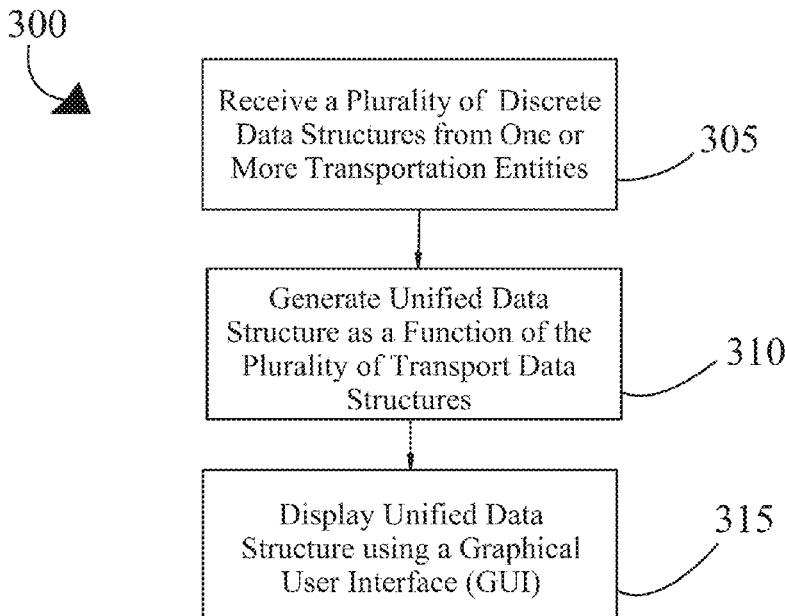 300
Receive a Plurality of Discrete
Data Structures from One or
More Transportation Entities
305
Generate Unified Data
Structure as a Function of the
Plurality of Transport Data
Structures
310
Display Unified Data
Structure using a Graphical
User Interface (GUI)
315